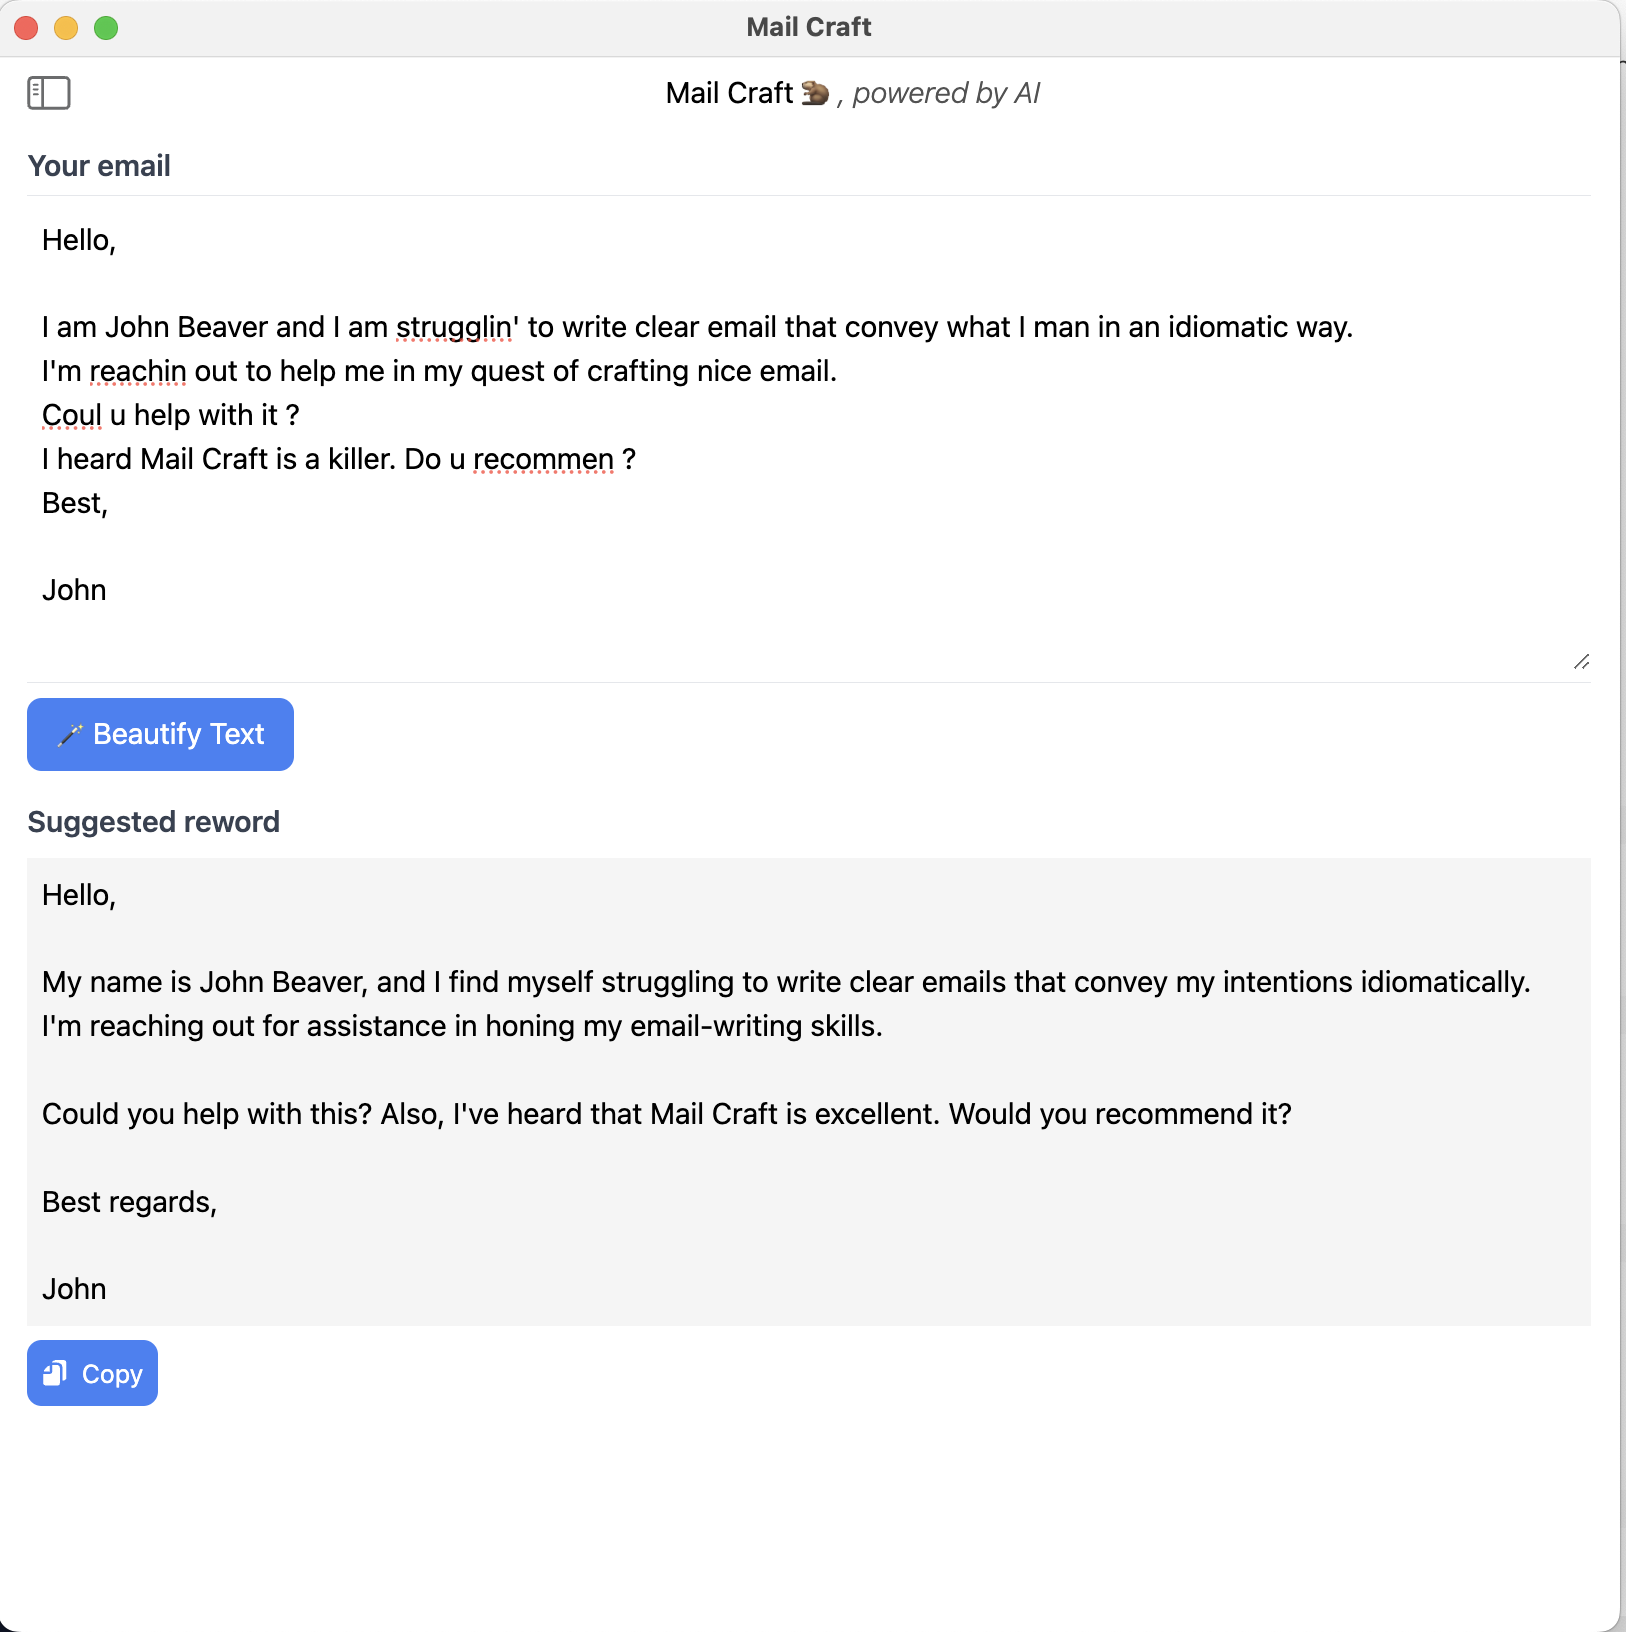 Mail Craft
Mail Craft 🦫 , powered by AI
Your email
Hello,
I am John Beaver and I am strugglin' to write clear email that convey what I man in an idiomatic way.
I'm reachin out to help me in my quest of crafting nice email.
Coul u help with it ?
I heard Mail Craft is a killer. Do u recommen ?
Best,
John
🪄 Beautify Text
Suggested reword
Hello,
My name is John Beaver, and I find myself struggling to write clear emails that convey my intentions idiomatically.
I'm reaching out for assistance in honing my email-writing skills.
Could you help with this? Also, I've heard that Mail Craft is excellent. Would you recommend it?
Best regards,
John
Copy